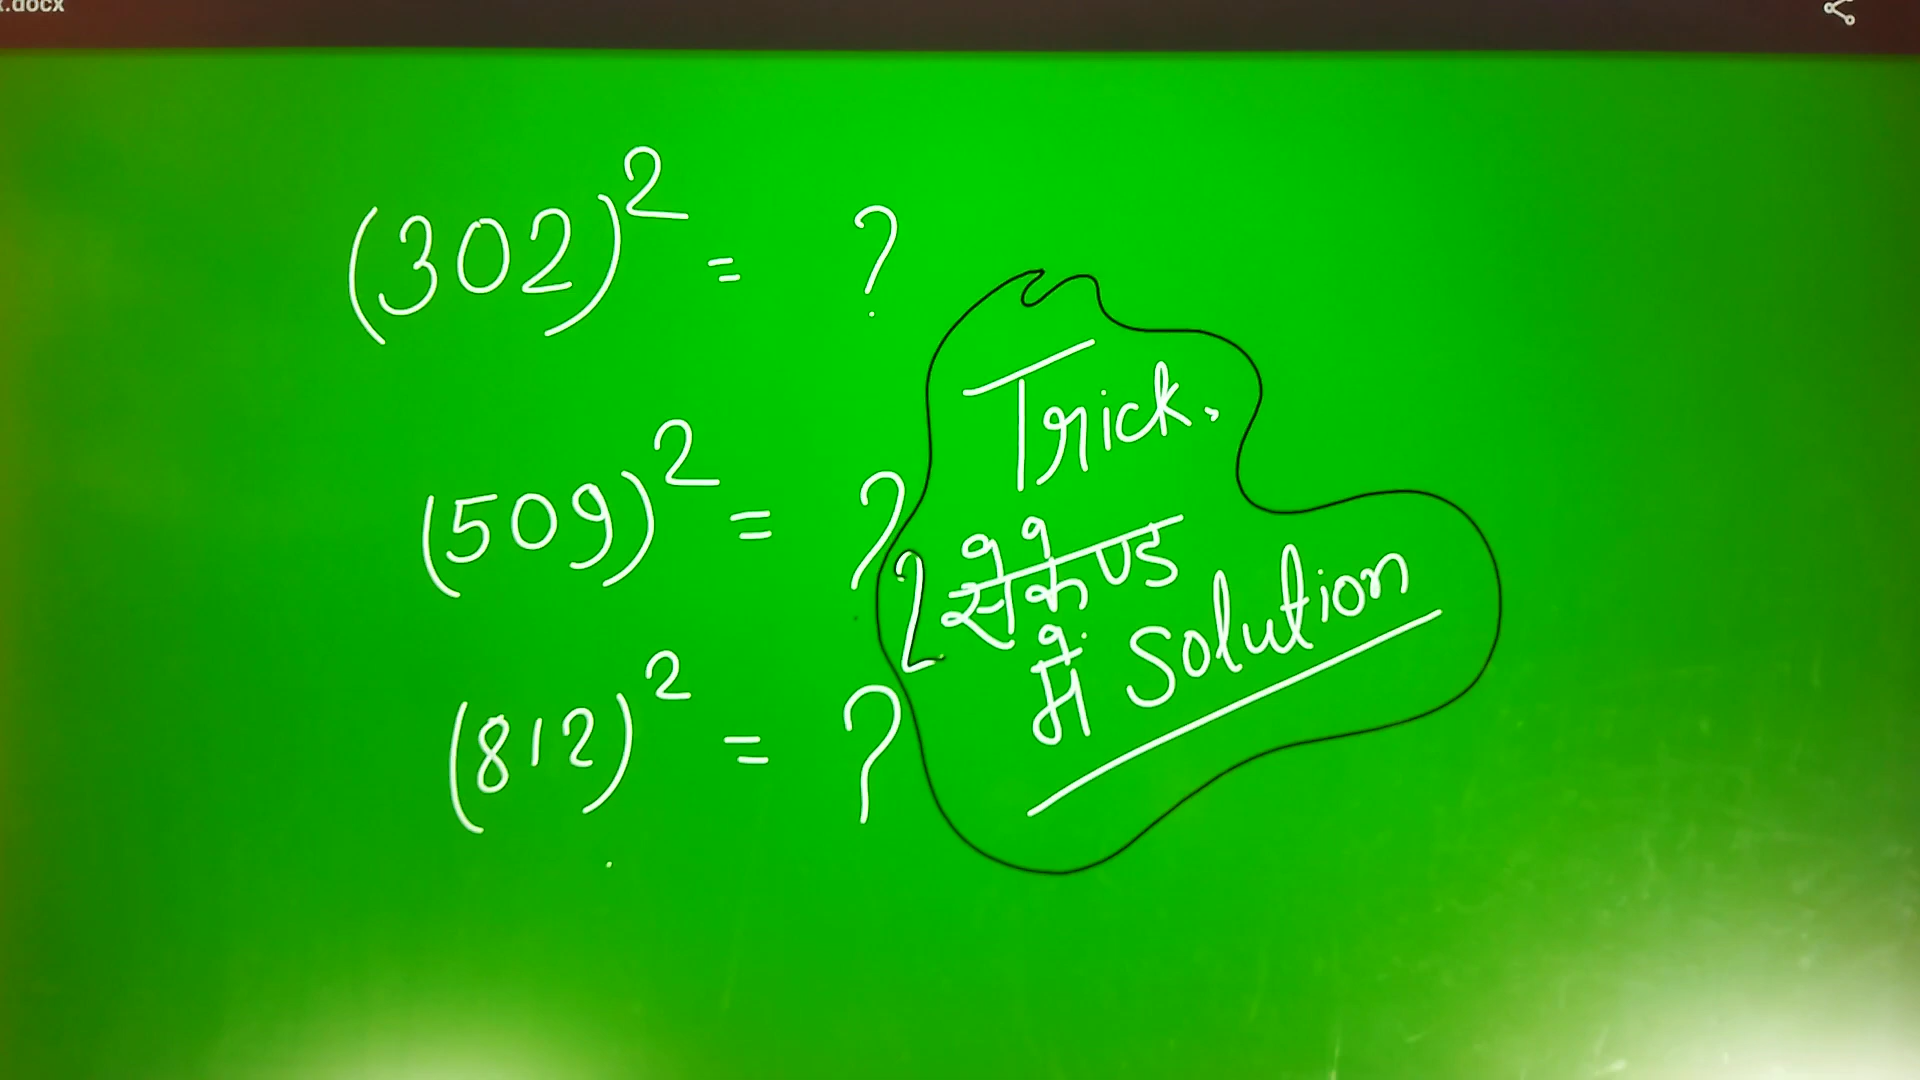 .docx
(302)² = ?
(509)² = ?
(812)² = ?
Trick.
2 सेकेण्ड
में Solution